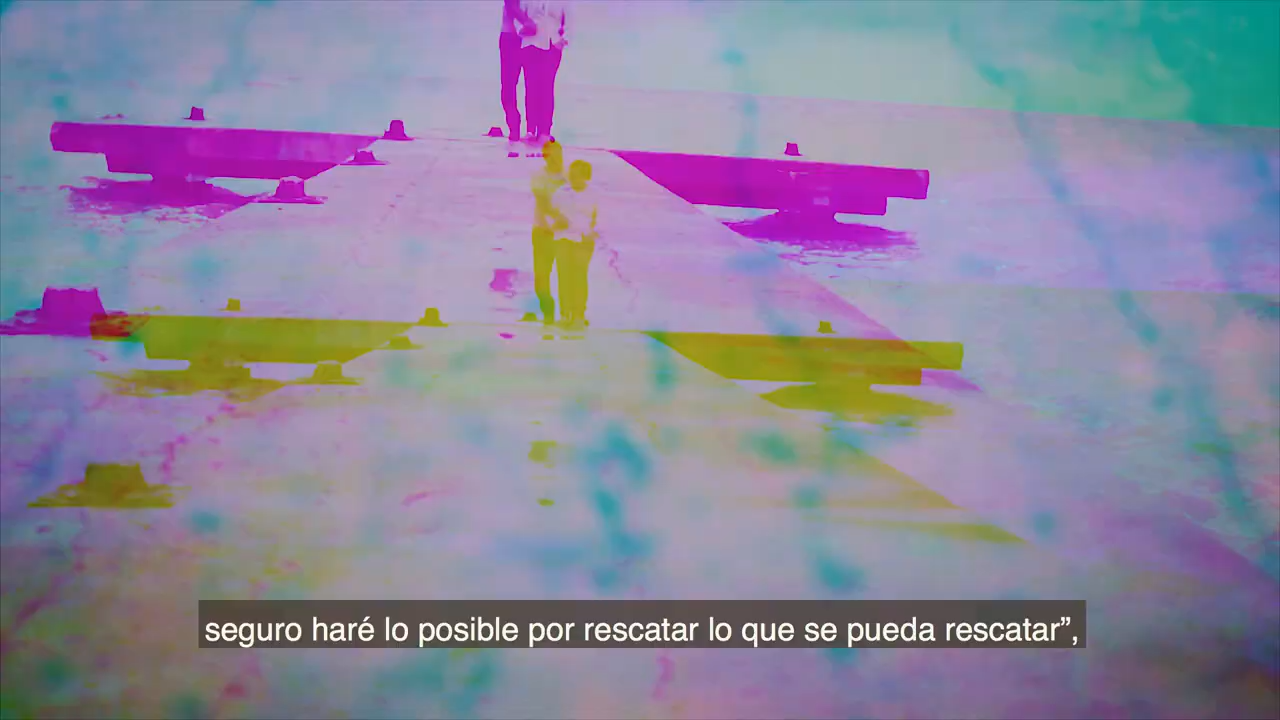 seguro haré lo posible por rescatar lo que se pueda rescatar”,